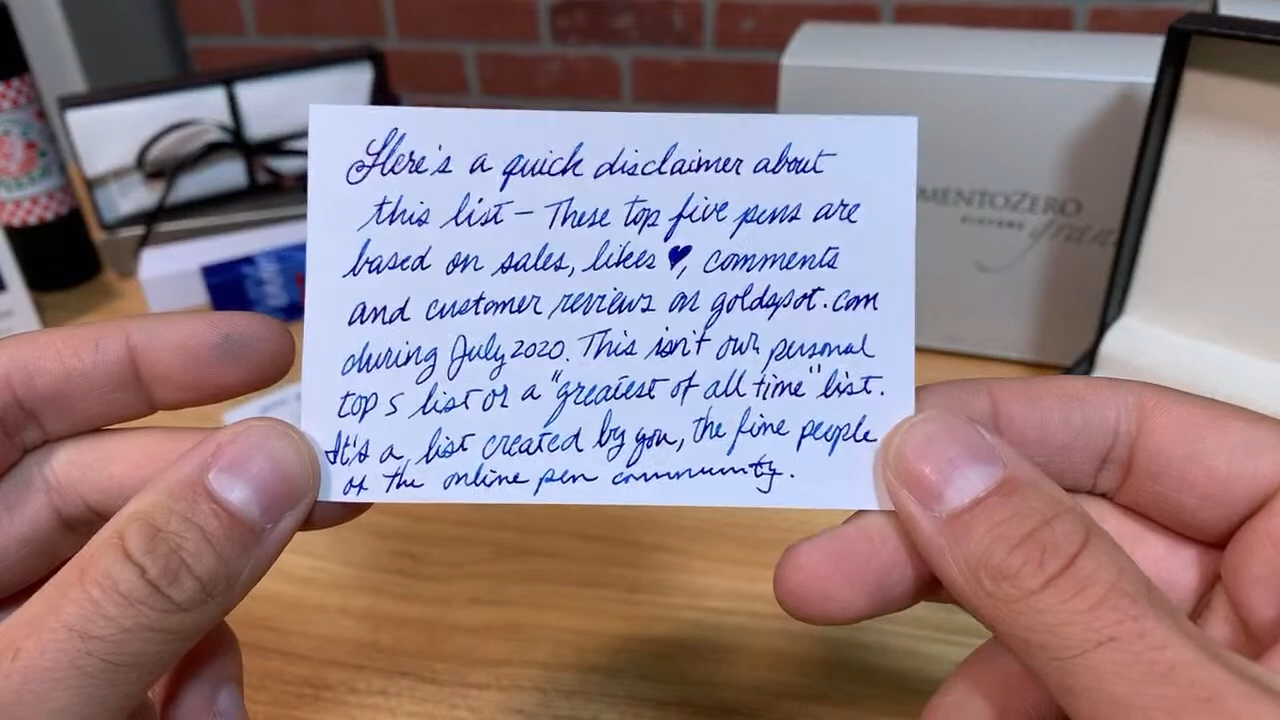 Here's a quick disclaimer about
this list – These top five pens are
based on sales, likes ♥, comments
and customer reviews on goldspot.com
during July 2020. This isn't our personal
top 5 list or a "greatest of all time" list.
It's a list created by you, the fine people
of the online pen community.
MENTOZERO